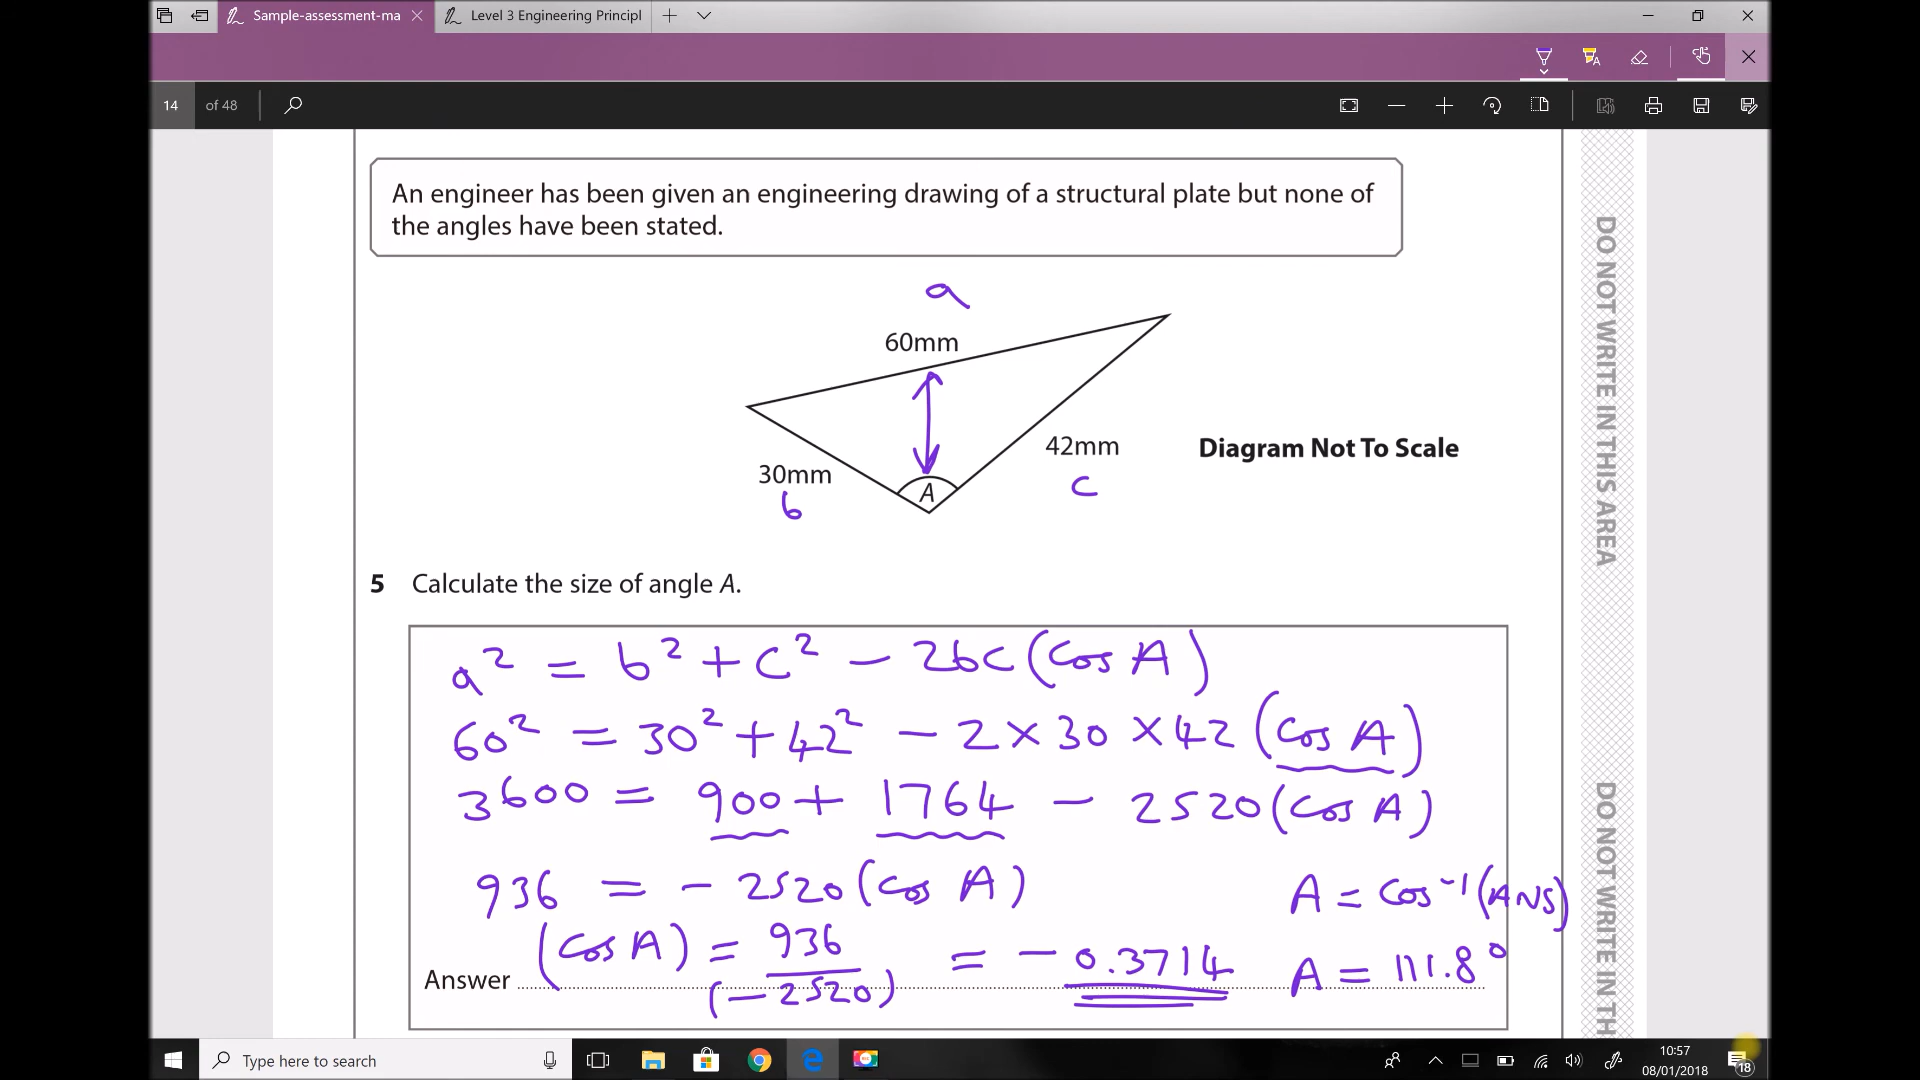 Sample-assessment-ma
Level 3 Engineering Principl
14 of 48
An engineer has been given an engineering drawing of a structural plate but none of
the angles have been stated.
a
60mm
42mm
c
Diagram Not To Scale
30mm
b
A
5 Calculate the size of angle A.
a² = b² + c² − 2bc(Cos A)
60² = 30² + 42² − 2 × 30 × 42 (Cos A)
3600 = 900 + 1764 − 2520(Cos A)
936 = − 2520(Cos A)
A = Cos⁻¹(ANS)
(Cos A) = 936 / (−2520) = − 0.3714
A = 111.8°
Answer
DO NOT WRITE IN THIS AREA
DO NOT WRITE IN TH
Type here to search
10:57
08/01/2018
18